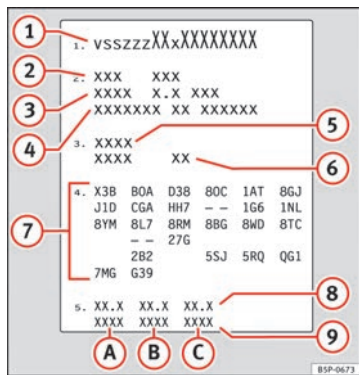 1
1. VSSZZZXXxXXXXXXXX
2
2. XXX XXX
3
XXXX X.X XXX
4
XXXXXXX XX XXXXXX
3. XXXX
5
XXXX XX
6
4. X3B B0A D38 80C 1AT 8GJ
J1D CGA HH7 - - 1G6 1NL
7
8YM 8L7 8RM 8BG 8WD 8TC
- - 27G
2B2 5SJ 5RQ QG1
7MG G39
5. XX.X XX.X XX.X
8
XXXX XXXX XXXX
9
A B C
B5P-0673